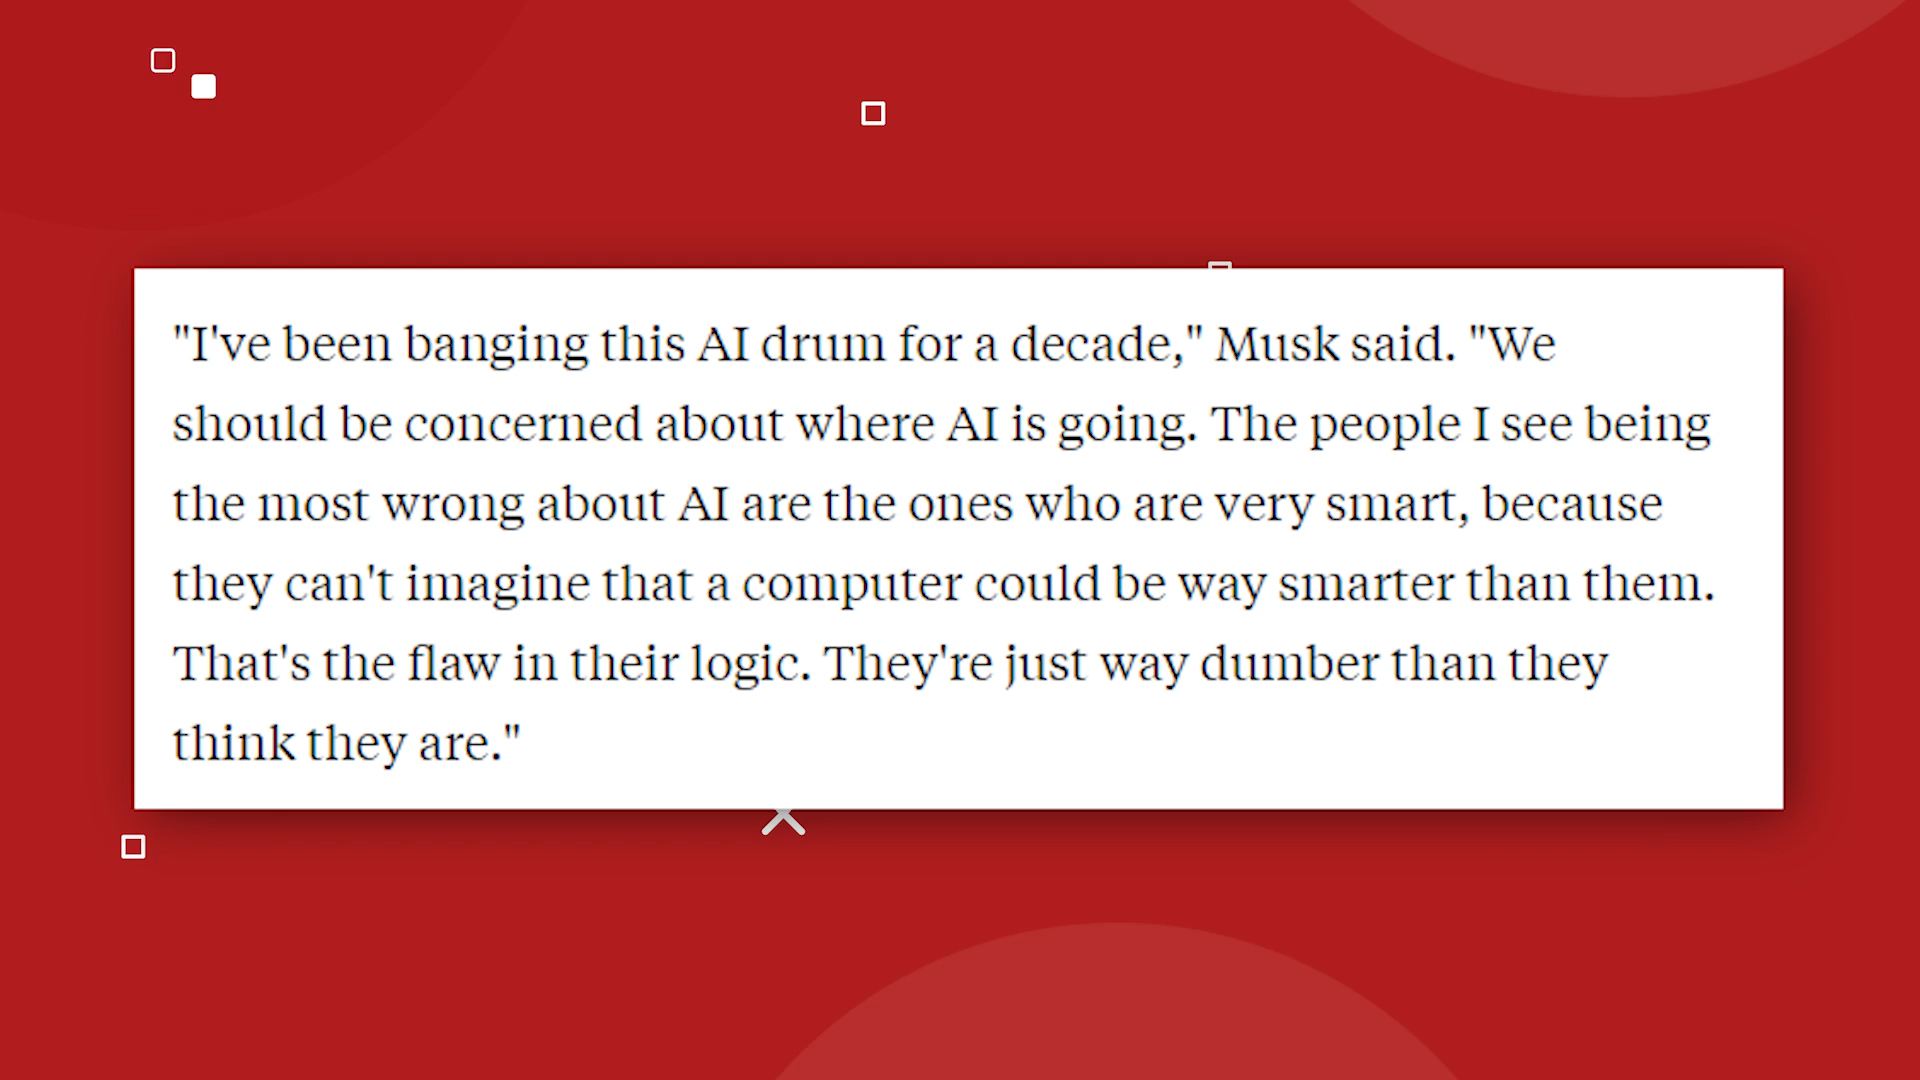 "I've been banging this AI drum for a decade," Musk said. "We
should be concerned about where AI is going. The people I see being
the most wrong about AI are the ones who are very smart, because
they can't imagine that a computer could be way smarter than them.
That's the flaw in their logic. They're just way dumber than they
think they are."